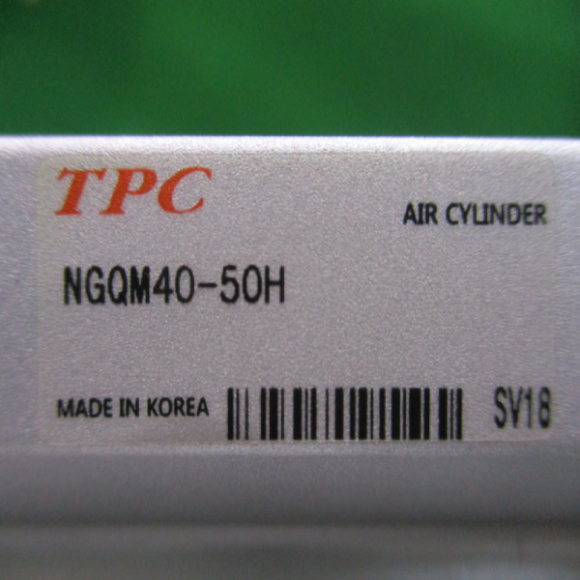 TPC
AIR CYLINDER
NGQM40-50H
MADE IN KOREA
SV18